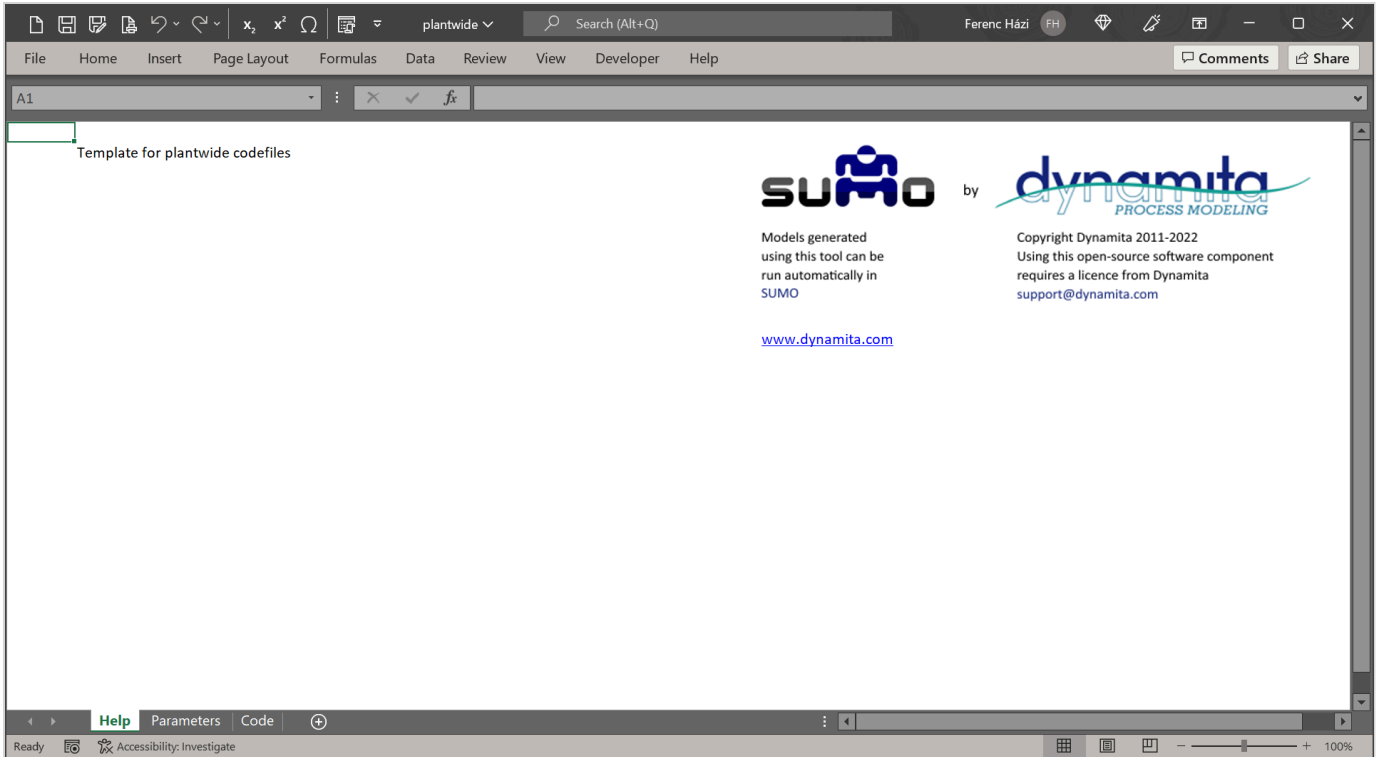 plantwide
Search (Alt+Q)
Ferenc Házi
FH
File Home Insert Page Layout Formulas Data Review View Developer Help
Comments
Share
A1
fx
Template for plantwide codefiles
sumo
by
dynamita
PROCESS MODELING
Models generated
using this tool can be
run automatically in
SUMO
Copyright Dynamita 2011-2022
Using this open-source software component
requires a licence from Dynamita
support@dynamita.com
www.dynamita.com
Help Parameters Code
Ready
Accessibility: Investigate
100%